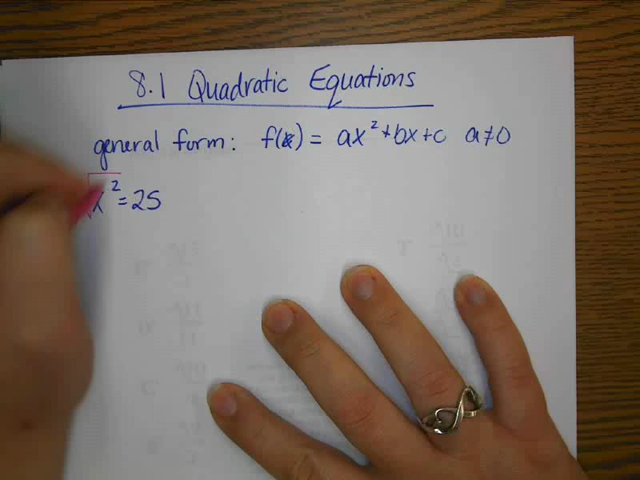 8.1 Quadratic Equations
general form: f(x) = ax²+bx+c a≠0
x²=25